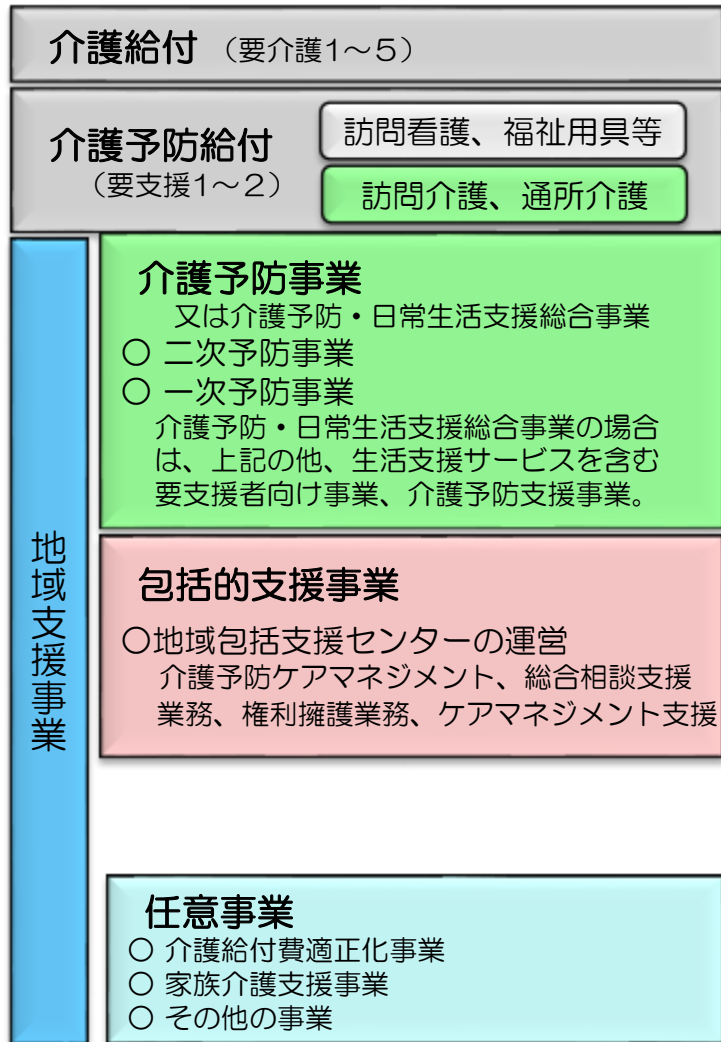 介護給付（要介護1～5）
介護予防給付
（要支援1～2）
訪問看護、福祉用具等
訪問介護、通所介護
地域支援事業
介護予防事業
又は介護予防・日常生活支援総合事業
○ 二次予防事業
○ 一次予防事業
介護予防・日常生活支援総合事業の場合
は、上記の他、生活支援サービスを含む
要支援者向け事業、介護予防支援事業。
包括的支援事業
○地域包括支援センターの運営
介護予防ケアマネジメント、総合相談支援
業務、権利擁護業務、ケアマネジメント支援
任意事業
○ 介護給付費適正化事業
○ 家族介護支援事業
○ その他の事業